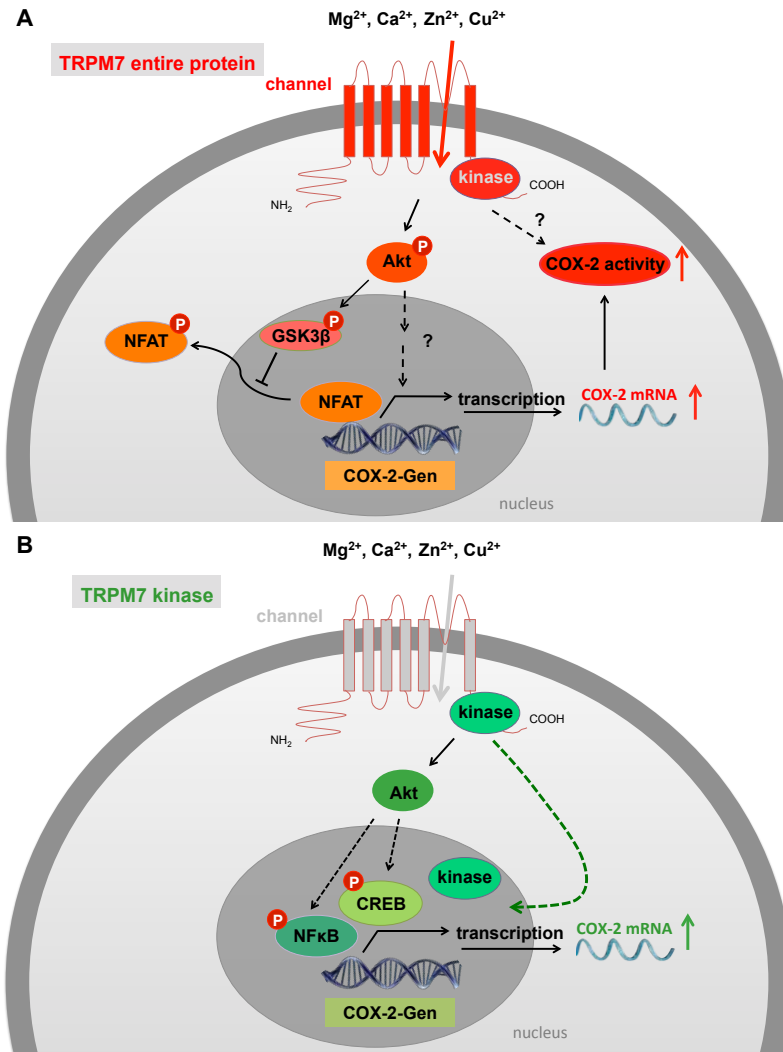 A
Mg²⁺, Ca²⁺, Zn²⁺, Cu²⁺
TRPM7 entire protein
channel
kinase
COOH
NH₂
?
P
Akt
COX-2 activity
P
P
GSK3β
NFAT
?
NFAT
transcription
COX-2 mRNA
COX-2-Gen
nucleus
B
Mg²⁺, Ca²⁺, Zn²⁺, Cu²⁺
TRPM7 kinase
channel
kinase
COOH
NH₂
Akt
kinase
P
CREB
P
NFκB
transcription
COX-2 mRNA
COX-2-Gen
nucleus